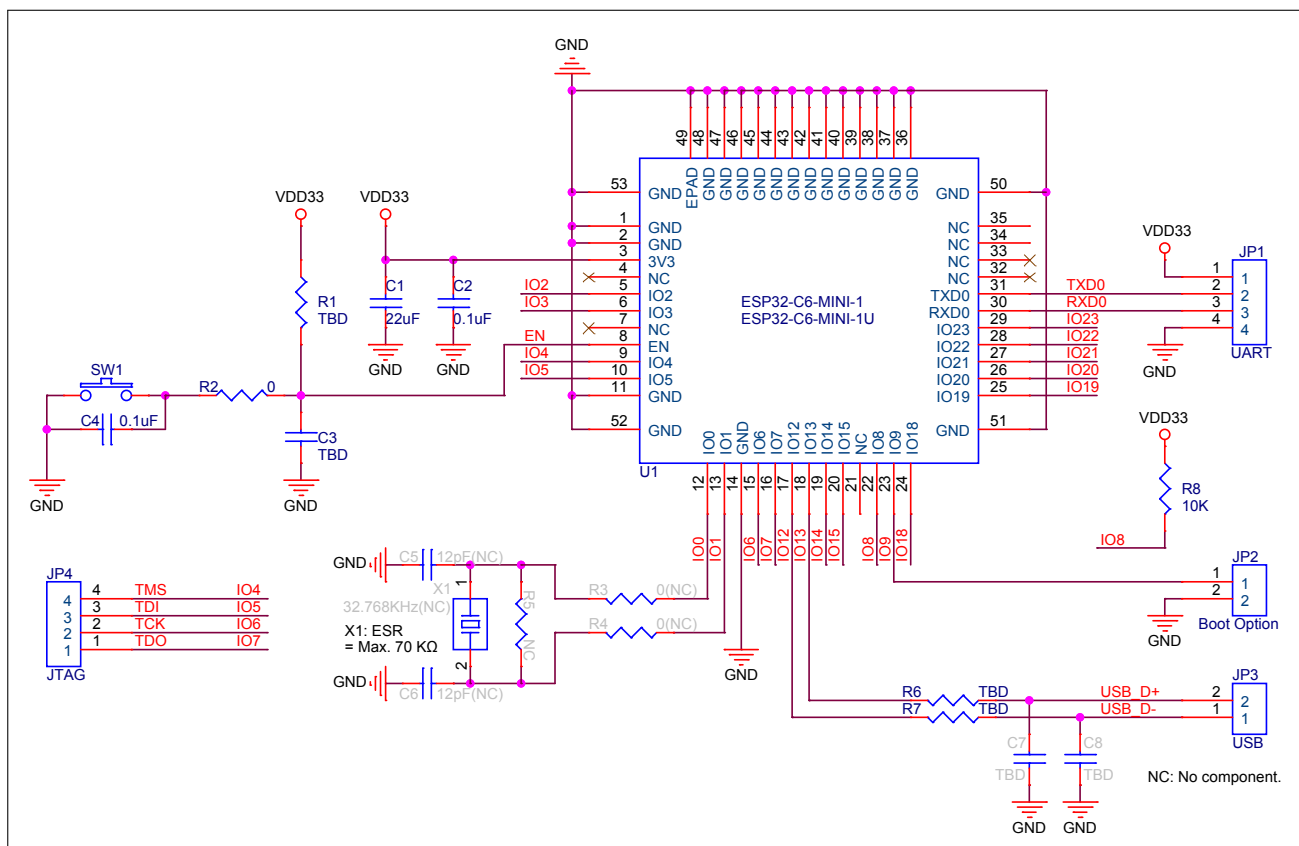 GND
49 48 47 46 45 44 43 42 41 40 39 38 37 36
EPAD GND GND GND GND GND GND GND GND GND GND GND GND GND
53 GND
GND 50
1 GND
2 GND
3 3V3
4 NC
IO2 5 IO2
IO3 6 IO3
7 NC
EN 8 EN
IO4 9 IO4
IO5 10 IO5
11 GND
52 GND
NC 35
NC 34
NC 33
NC 32
TXD0 31 TXD0
RXD0 30 RXD0
IO23 29 IO23
IO22 28 IO22
IO21 27 IO21
IO20 26 IO20
IO19 25 IO19
GND 51
ESP32-C6-MINI-1
ESP32-C6-MINI-1U
U1
IO0 IO1 GND IO6 IO7 IO12 IO13 IO14 IO15 NC IO8 IO9 IO18
12 13 14 15 16 17 18 19 20 21 22 23 24
IO0 IO1 IO6 IO7 IO12 IO13 IO14 IO15 IO8 IO9 IO18
VDD33
R1
TBD
VDD33
C1
22uF
GND
C2
0.1uF
GND
SW1
R2 0
C4 0.1uF
GND
C3
TBD
GND
VDD33
JP1
1 1
2 2
3 3
4 4
UART
GND
VDD33
R8
10K
IO8
JP2
1 1
2 2
Boot Option
GND
JP4
4 4 TMS IO4
3 3 TDI IO5
2 2 TCK IO6
1 1 TDO IO7
JTAG
GND C5 12pF(NC)
X1
1
32.768KHz(NC)
X1: ESR
= Max. 70 KΩ
2
GND C6 12pF(NC)
R5
NC
R3 0(NC)
R4 0(NC)
GND
R6 TBD USB_D+
R7 TBD USB_D-
JP3
2 2
1 1
USB
C7
TBD
GND
C8
TBD
GND
NC: No component.